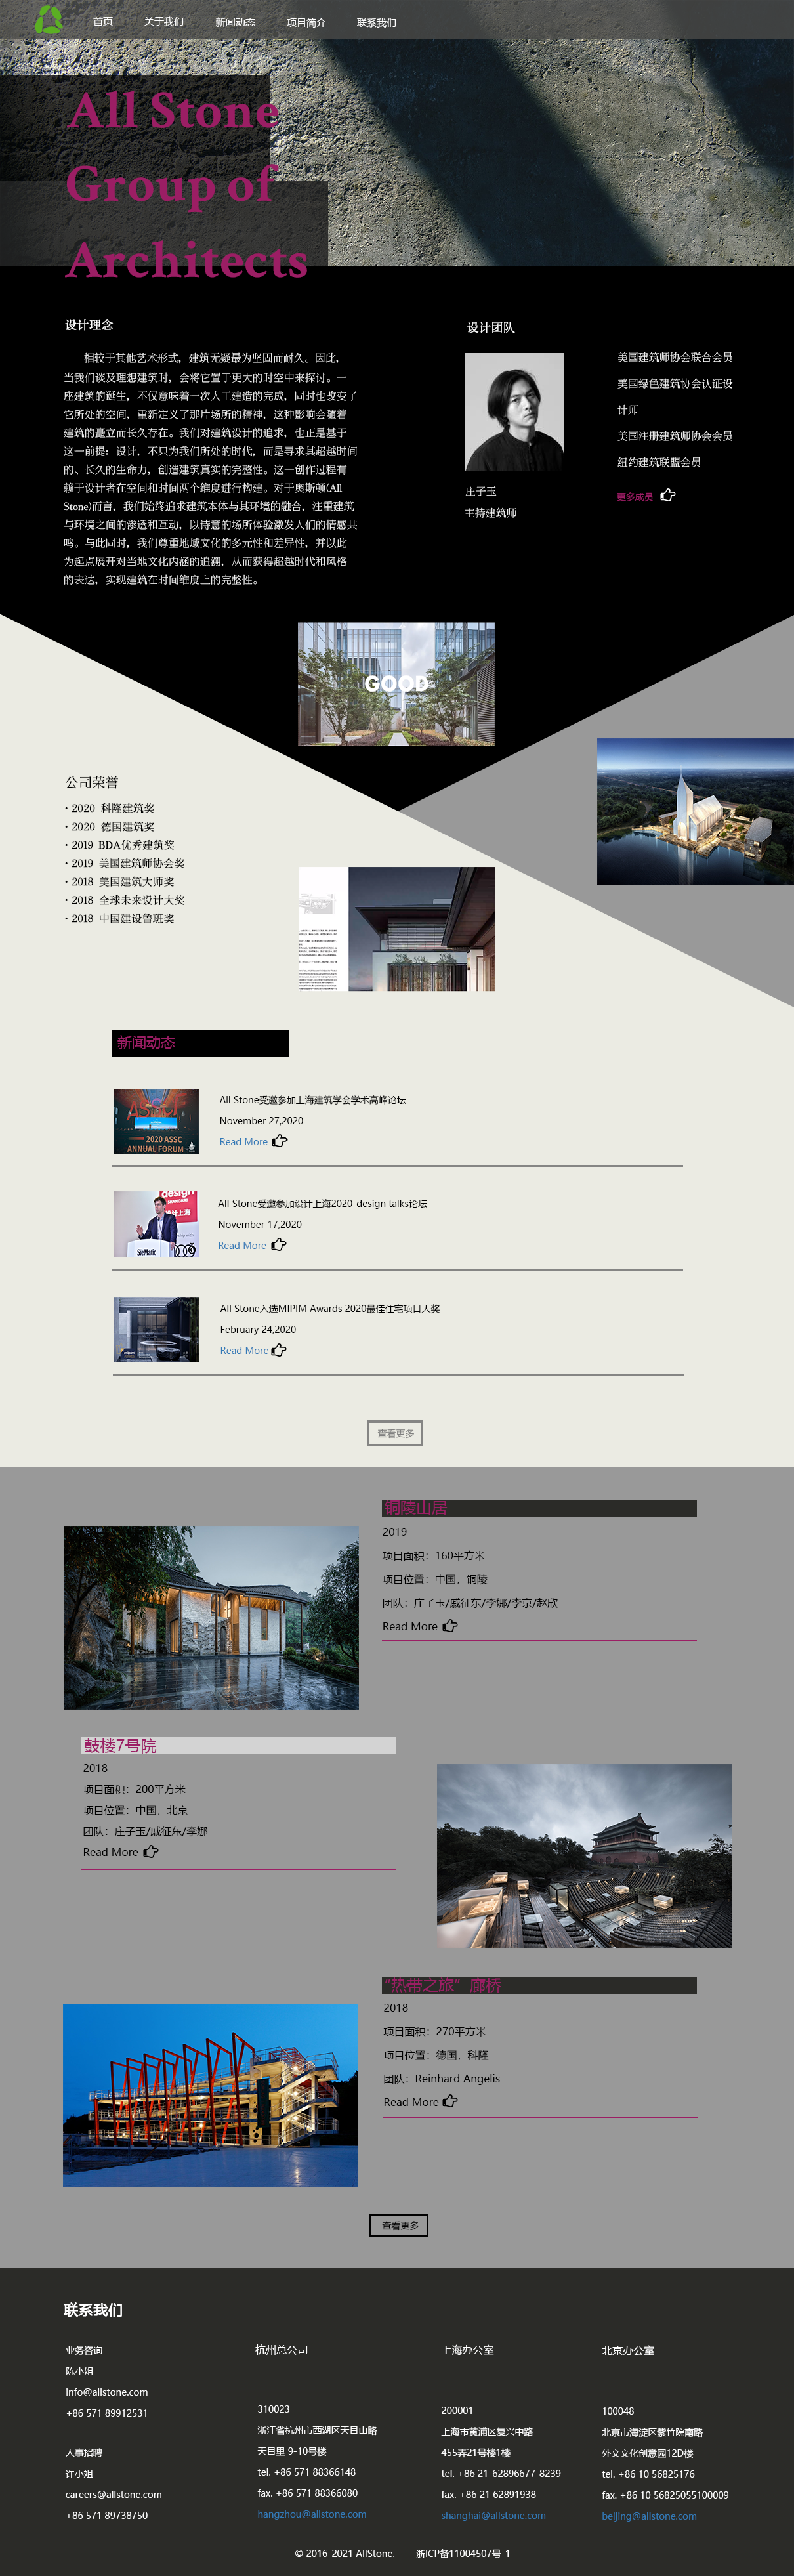 首页 关于我们 新闻动态 项目简介 联系我们
All Stone
Group of
Architects
设计理念
相较于其他艺术形式，建筑无疑最为坚固而耐久。因此，
当我们谈及理想建筑时，会将它置于更大的时空中来探讨。一
座建筑的诞生，不仅意味着一次人工建造的完成，同时也改变了
它所处的空间，重新定义了那片场所的精神，这种影响会随着
建筑的矗立而长久存在。我们对建筑设计的追求，也正是基于
这一前提：设计，不只为我们所处的时代，而是寻求其超越时间
的、长久的生命力，创造建筑真实的完整性。这一创作过程有
赖于设计者在空间和时间两个维度进行构建。对于奥斯顿(All
Stone)而言，我们始终追求建筑本体与其环境的融合，注重建筑
与环境之间的渗透和互动，以诗意的场所体验激发人们的情感共
鸣。与此同时，我们尊重地域文化的多元性和差异性，并以此
为起点展开对当地文化内涵的追溯，从而获得超越时代和风格
的表达，实现建筑在时间维度上的完整性。
设计团队
庄子玉
主持建筑师
美国建筑师协会联合会员
美国绿色建筑协会认证设
计师
美国注册建筑师协会会员
纽约建筑联盟会员
更多成员
GOOD
公司荣誉
· 2020 科隆建筑奖
· 2020 德国建筑奖
· 2019 BDA优秀建筑奖
· 2019 美国建筑师协会奖
· 2018 美国建筑大师奖
· 2018 全球未来设计大奖
· 2018 中国建设鲁班奖
新闻动态
2020 ASSC
ANNUAL FORUM
All Stone受邀参加上海建筑学会学术高峰论坛
November 27,2020
Read More
design
SHANGHAI
设计上海
SieMatic
All Stone受邀参加设计上海2020-design talks论坛
November 17,2020
Read More
All Stone入选MIPIM Awards 2020最佳住宅项目大奖
February 24,2020
Read More
查看更多
铜陵山居
2019
项目面积：160平方米
项目位置：中国，铜陵
团队：庄子玉/戚征东/李娜/李京/赵欣
Read More
鼓楼7号院
2018
项目面积：200平方米
项目位置：中国，北京
团队：庄子玉/戚征东/李娜
Read More
“热带之旅”廊桥
2018
项目面积：270平方米
项目位置：德国，科隆
团队：Reinhard Angelis
Read More
查看更多
联系我们
业务咨询
陈小姐
info@allstone.com
+86 571 89912531
人事招聘
许小姐
careers@allstone.com
+86 571 89738750
杭州总公司
310023
浙江省杭州市西湖区天目山路
天目里 9-10号楼
tel. +86 571 88366148
fax. +86 571 88366080
hangzhou@allstone.com
上海办公室
200001
上海市黄浦区复兴中路
455弄21号楼1楼
tel. +86 21-62896677-8239
fax. +86 21 62891938
shanghai@allstone.com
北京办公室
100048
北京市海淀区紫竹院南路
外文文化创意园12D楼
tel. +86 10 56825176
fax. +86 10 56825055100009
beijing@allstone.com
© 2016-2021 AllStone. 浙ICP备11004507号-1